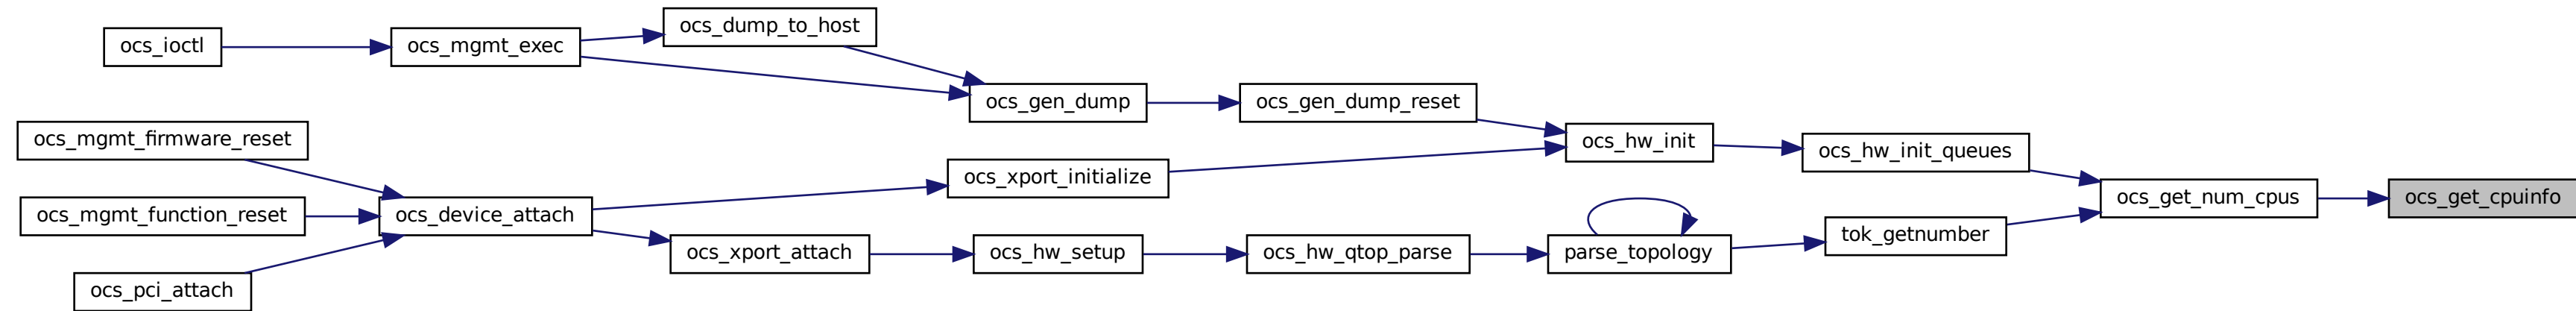 ocs_ioctl
ocs_mgmt_exec
ocs_dump_to_host
ocs_gen_dump
ocs_gen_dump_reset
ocs_mgmt_firmware_reset
ocs_hw_init
ocs_hw_init_queues
ocs_xport_initialize
ocs_mgmt_function_reset
ocs_device_attach
ocs_get_num_cpus
ocs_get_cpuinfo
tok_getnumber
ocs_xport_attach
ocs_hw_setup
ocs_hw_qtop_parse
parse_topology
ocs_pci_attach